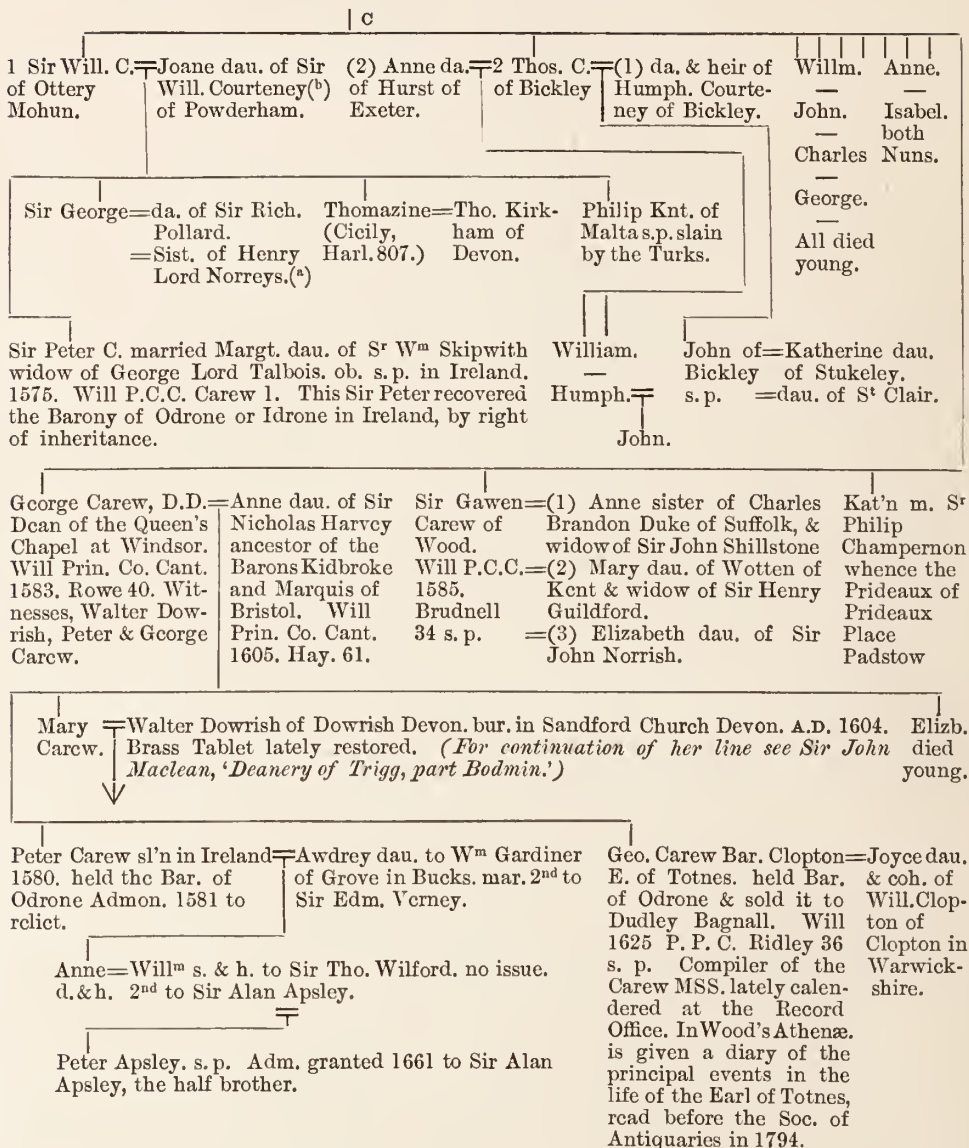 C
1 Sir Will. C.=Joane dau. of Sir
of Ottery Will. Courteney(b)
Mohun. of Powderham.
(2) Anne da.=2 Thos. C.=(1) da. & heir of
of Hurst of of Bickley Humph. Courte-
Exeter. ney of Bickley.
Willm.
—
John.
—
Charles
—
George.
—
All died
young.
Anne.
—
Isabel.
both
Nuns.
Sir George=da. of Sir Rich.
Pollard.
=Sist. of Henry
Lord Norreys.(a)
Thomazine=Tho. Kirk-
(Cicily, ham of
Harl. 807.) Devon.
Philip Knt. of
Malta s.p. slain
by the Turks.
Sir Peter C. married Margt. dau. of Sr Wm Skipwith
widow of George Lord Talbois. ob. s. p. in Ireland.
1575. Will P.C.C. Carew 1. This Sir Peter recovered
the Barony of Odrone or Idrone in Ireland, by right
of inheritance.
William.
—
Humph.=
John.
John of=Katherine dau.
Bickley of Stukeley.
s. p. =dau. of St Clair.
George Carew, D.D.=Anne dau. of Sir
Dean of the Queen's Nicholas Harvey
Chapel at Windsor. ancestor of the
Will Prin. Co. Cant. Barons Kidbroke
1583. Rowe 40. Wit- and Marquis of
nesses, Walter Dow- Bristol. Will
rish, Peter & George Prin. Co. Cant.
Carew. 1605. Hay. 61.
Sir Gawen=(1) Anne sister of Charles
Carew of Brandon Duke of Suffolk, &
Wood. widow of Sir John Shillstone
Will P.C.C.=(2) Mary dau. of Wotten of
1585. Kent & widow of Sir Henry
Brudnell Guildford.
34 s. p. =(3) Elizabeth dau. of Sir
John Norrish.
Kat'n m. Sr
Philip
Champernon
whence the
Prideaux of
Prideaux
Place
Padstow
Mary =Walter Dowrish of Dowrish Devon. bur. in Sandford Church Devon. A.D. 1604.
Carew. Brass Tablet lately restored. (For continuation of her line see Sir John
Maclean, 'Deanery of Trigg, part Bodmin.')
Elizb.
died
young.
Peter Carew sl'n in Ireland=Awdrey dau. to Wm Gardiner
1580. held the Bar. of of Grove in Bucks. mar. 2nd to
Odrone Admon. 1581 to Sir Edm. Verney.
relict.
Anne=Willm s. & h. to Sir Tho. Wilford. no issue.
d.&h. 2nd to Sir Alan Apsley.
=
Peter Apsley. s. p. Adm. granted 1661 to Sir Alan
Apsley, the half brother.
Geo. Carew Bar. Clopton=Joyce dau.
E. of Totnes. held Bar. & coh. of
of Odrone & sold it to Will. Clop-
Dudley Bagnall. Will ton of
1625 P. P. C. Ridley 36 Clopton in
s. p. Compiler of the Warwick-
Carew MSS. lately calen- shire.
dered at the Record
Office. In Wood's Athenæ.
is given a diary of the
principal events in the
life of the Earl of Totnes,
read before the Soc. of
Antiquaries in 1794.